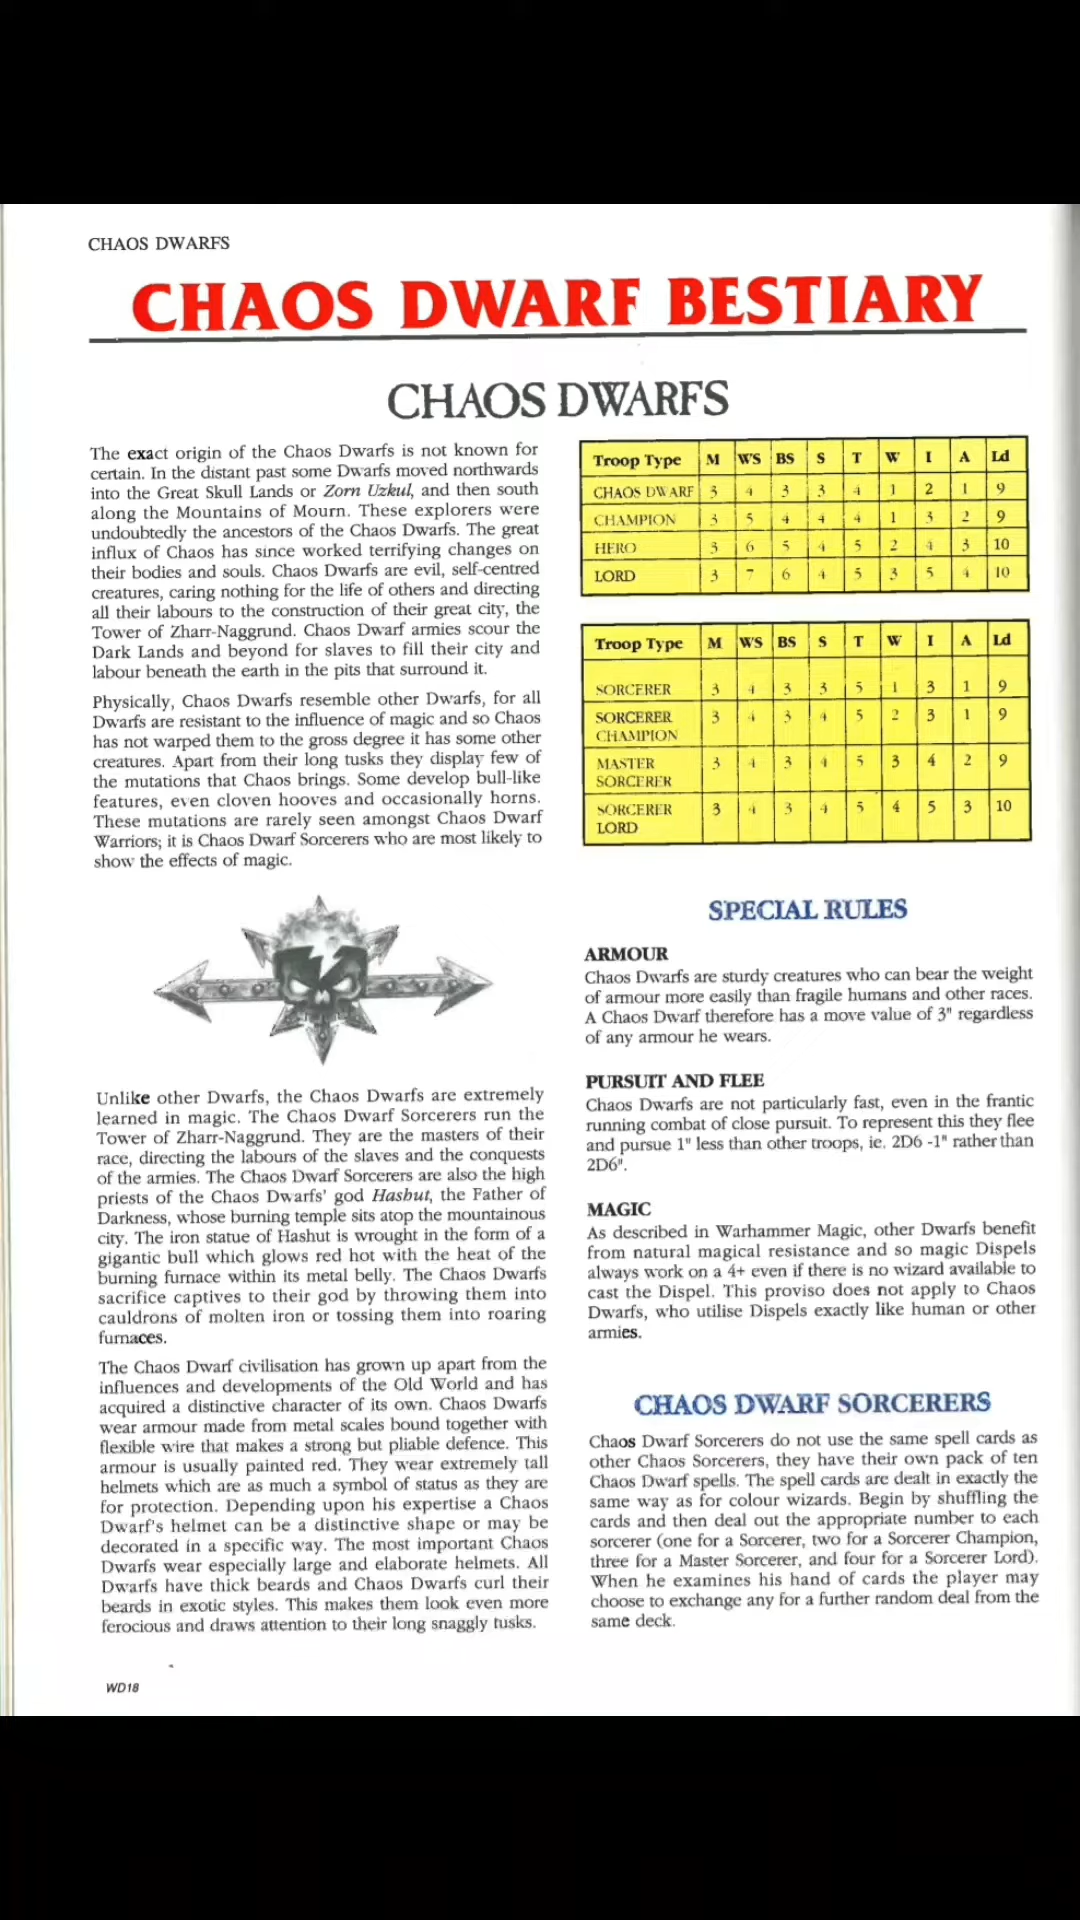 CHAOS DWARFS
CHAOS DWARF BESTIARY
CHAOS DWARFS
The exact origin of the Chaos Dwarfs is not known for
certain. In the distant past some Dwarfs moved northwards
into the Great Skull Lands or Zorn Uzkul, and then south
along the Mountains of Mourn. These explorers were
undoubtedly the ancestors of the Chaos Dwarfs. The great
influx of Chaos has since worked terrifying changes on
their bodies and souls. Chaos Dwarfs are evil, self-centred
creatures, caring nothing for the life of others and directing
all their labours to the construction of their great city, the
Tower of Zharr-Naggrund. Chaos Dwarf armies scour the
Dark Lands and beyond for slaves to fill their city and
labour beneath the earth in the pits that surround it.
Physically, Chaos Dwarfs resemble other Dwarfs, for all
Dwarfs are resistant to the influence of magic and so Chaos
has not warped them to the gross degree it has some other
creatures. Apart from their long tusks they display few of
the mutations that Chaos brings. Some develop bull-like
features, even cloven hooves and occasionally horns.
These mutations are rarely seen amongst Chaos Dwarf
Warriors; it is Chaos Dwarf Sorcerers who are most likely to
show the effects of magic.
Unlike other Dwarfs, the Chaos Dwarfs are extremely
learned in magic. The Chaos Dwarf Sorcerers run the
Tower of Zharr-Naggrund. They are the masters of their
race, directing the labours of the slaves and the conquests
of the armies. The Chaos Dwarf Sorcerers are also the high
priests of the Chaos Dwarfs' god Hashut, the Father of
Darkness, whose burning temple sits atop the mountainous
city. The iron statue of Hashut is wrought in the form of a
gigantic bull which glows red hot with the heat of the
burning furnace within its metal belly. The Chaos Dwarfs
sacrifice captives to their god by throwing them into
cauldrons of molten iron or tossing them into roaring
furnaces.
The Chaos Dwarf civilisation has grown up apart from the
influences and developments of the Old World and has
acquired a distinctive character of its own. Chaos Dwarfs
wear armour made from metal scales bound together with
flexible wire that makes a strong but pliable defence. This
armour is usually painted red. They wear extremely tall
helmets which are as much a symbol of status as they are
for protection. Depending upon his expertise a Chaos
Dwarf's helmet can be a distinctive shape or may be
decorated in a specific way. The most important Chaos
Dwarfs wear especially large and elaborate helmets. All
Dwarfs have thick beards and Chaos Dwarfs curl their
beards in exotic styles. This makes them look even more
ferocious and draws attention to their long snaggly tusks.
Troop Type M WS BS S T W I A Ld
CHAOS DWARF 3 4 3 3 4 1 2 1 9
CHAMPION 3 5 4 4 4 1 3 2 9
HERO 3 6 5 4 5 2 4 3 10
LORD 3 7 6 4 5 3 5 4 10
Troop Type M WS BS S T W I A Ld
SORCERER 3 4 3 3 5 1 3 1 9
SORCERER 3 4 3 4 5 2 3 1 9
CHAMPION
MASTER 3 4 3 4 5 3 4 2 9
SORCERER
SORCERER 3 4 3 4 5 4 5 3 10
LORD
SPECIAL RULES
ARMOUR
Chaos Dwarfs are sturdy creatures who can bear the weight
of armour more easily than fragile humans and other races.
A Chaos Dwarf therefore has a move value of 3" regardless
of any armour he wears.
PURSUIT AND FLEE
Chaos Dwarfs are not particularly fast, even in the frantic
running combat of close pursuit. To represent this they flee
and pursue 1" less than other troops, ie. 2D6 -1" rather than
2D6".
MAGIC
As described in Warhammer Magic, other Dwarfs benefit
from natural magical resistance and so magic Dispels
always work on a 4+ even if there is no wizard available to
cast the Dispel. This proviso does not apply to Chaos
Dwarfs, who utilise Dispels exactly like human or other
armies.
CHAOS DWARF SORCERERS
Chaos Dwarf Sorcerers do not use the same spell cards as
other Chaos Sorcerers, they have their own pack of ten
Chaos Dwarf spells. The spell cards are dealt in exactly the
same way as for colour wizards. Begin by shuffling the
cards and then deal out the appropriate number to each
sorcerer (one for a Sorcerer, two for a Sorcerer Champion,
three for a Master Sorcerer, and four for a Sorcerer Lord).
When he examines his hand of cards the player may
choose to exchange any for a further random deal from the
same deck.
WD18